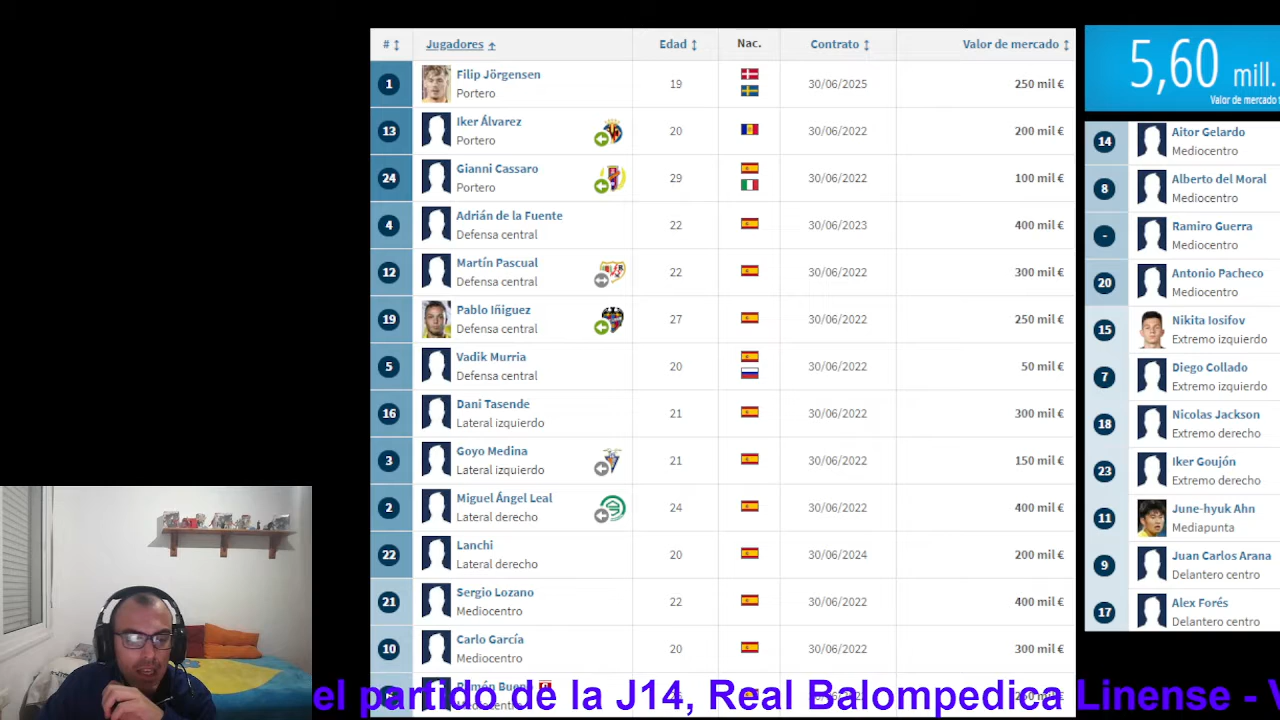 # Jugadores Edad Nac. Contrato Valor de mercado
1 Filip Jörgensen 19 30/06/2025 250 mil €
Portero
13 Iker Álvarez 20 30/06/2022 200 mil €
Portero
24 Gianni Cassaro 29 30/06/2022 100 mil €
Portero
4 Adrián de la Fuente 22 30/06/2023 400 mil €
Defensa central
12 Martín Pascual 22 30/06/2022 300 mil €
Defensa central
19 Pablo Iñiguez 27 30/06/2022 250 mil €
Defensa central
5 Vadik Murria 20 30/06/2022 50 mil €
Defensa central
16 Dani Tasende 21 30/06/2022 300 mil €
Lateral izquierdo
3 Goyo Medina 21 30/06/2022 150 mil €
Lateral izquierdo
2 Miguel Ángel Leal 24 30/06/2022 400 mil €
Lateral derecho
22 Lanchi 20 30/06/2024 200 mil €
Lateral derecho
21 Sergio Lozano 22 30/06/2022 400 mil €
Mediocentro
10 Carlo García 20 30/06/2022 300 mil €
Mediocentro
5,60 mill.
Valor de mercado
14 Aitor Gelardo
Mediocentro
8 Alberto del Moral
Mediocentro
- Ramiro Guerra
Mediocentro
20 Antonio Pacheco
Mediocentro
15 Nikita Iosifov
Extremo izquierdo
7 Diego Collado
Extremo izquierdo
18 Nicolas Jackson
Extremo derecho
23 Iker Goujón
Extremo derecho
11 June-hyuk Ahn
Mediapunta
9 Juan Carlos Arana
Delantero centro
17 Alex Forés
Delantero centro
el partido de la J14, Real Balompedica Linense -